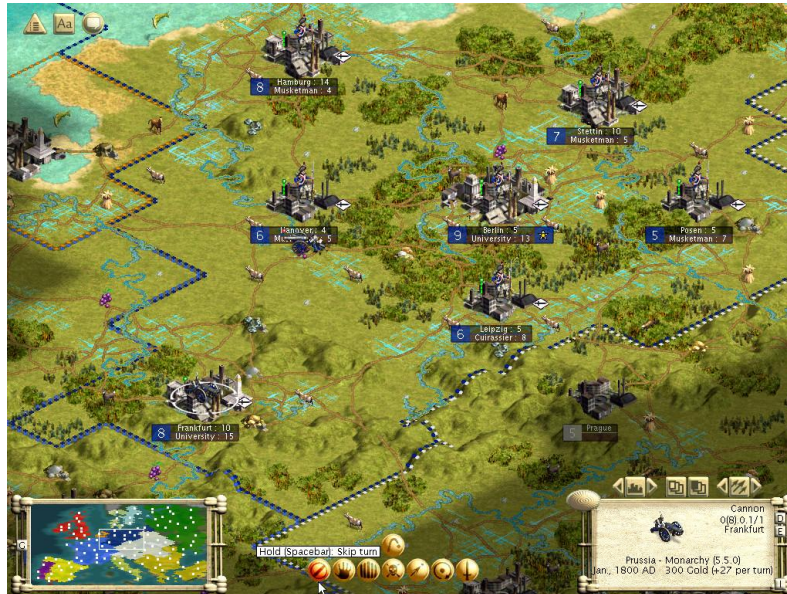 Aa
Hamburg : 14
8
Musketman : 4
Stettin : 10
7
Musketman : 5
Hanover : 4
6
5
Berlin : 5
9
University : 13
Posen : 5
5
Musketman : 7
Leipzig : 5
6
Cuirassier : 8
Frankfurt : 10
8
University : 15
Prague
5
Hold (Spacebar): Skip turn
G
Cannon
0(8).0.1/1
Frankfurt
D
E
Prussia - Monarchy (5.5.0)
Jan., 1800 AD 300 Gold (+27 per turn)
I